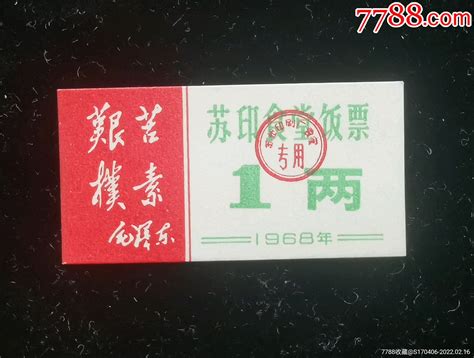 7788.com
艰苦
樸素
毛泽东
苏印食堂饭票
专用
1两
1968年
7788收藏@S170406-2022.02.16